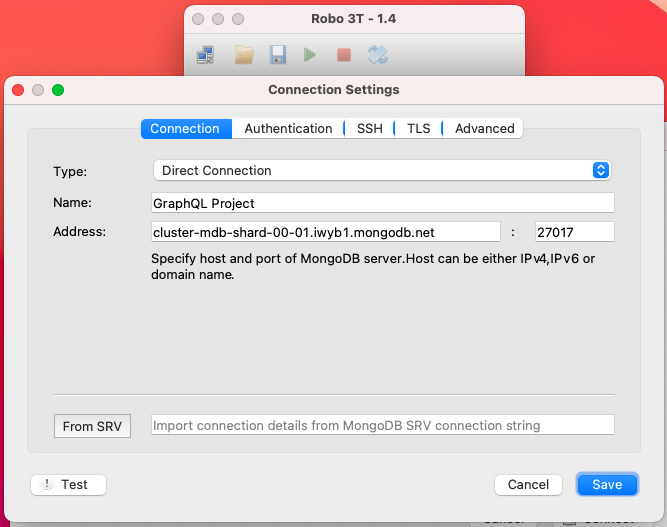 Robo 3T - 1.4
Connection Settings
Connection Authentication SSH TLS Advanced
Type: Direct Connection
Name: GraphQL Project
Address: cluster-mdb-shard-00-01.iwyb1.mongodb.net : 27017
Specify host and port of MongoDB server.Host can be either IPv4,IPv6 or
domain name.
From SRV Import connection details from MongoDB SRV connection string
! Test Cancel Save